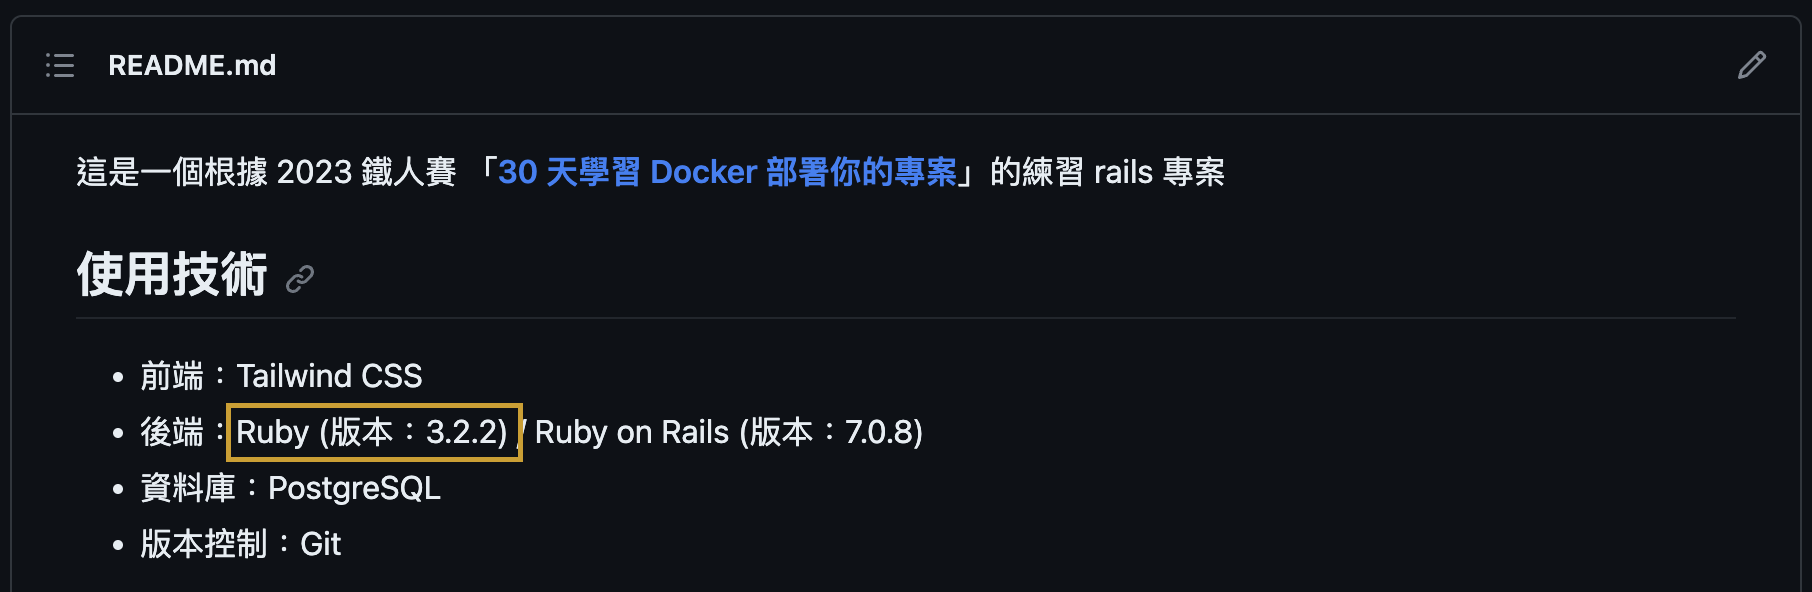 README.md
這是一個根據 2023 鐵人賽 「30 天學習 Docker 部署你的專案」的練習 rails 專案
使用技術
• 前端：Tailwind CSS
• 後端：Ruby (版本：3.2.2) / Ruby on Rails (版本：7.0.8)
• 資料庫：PostgreSQL
• 版本控制：Git